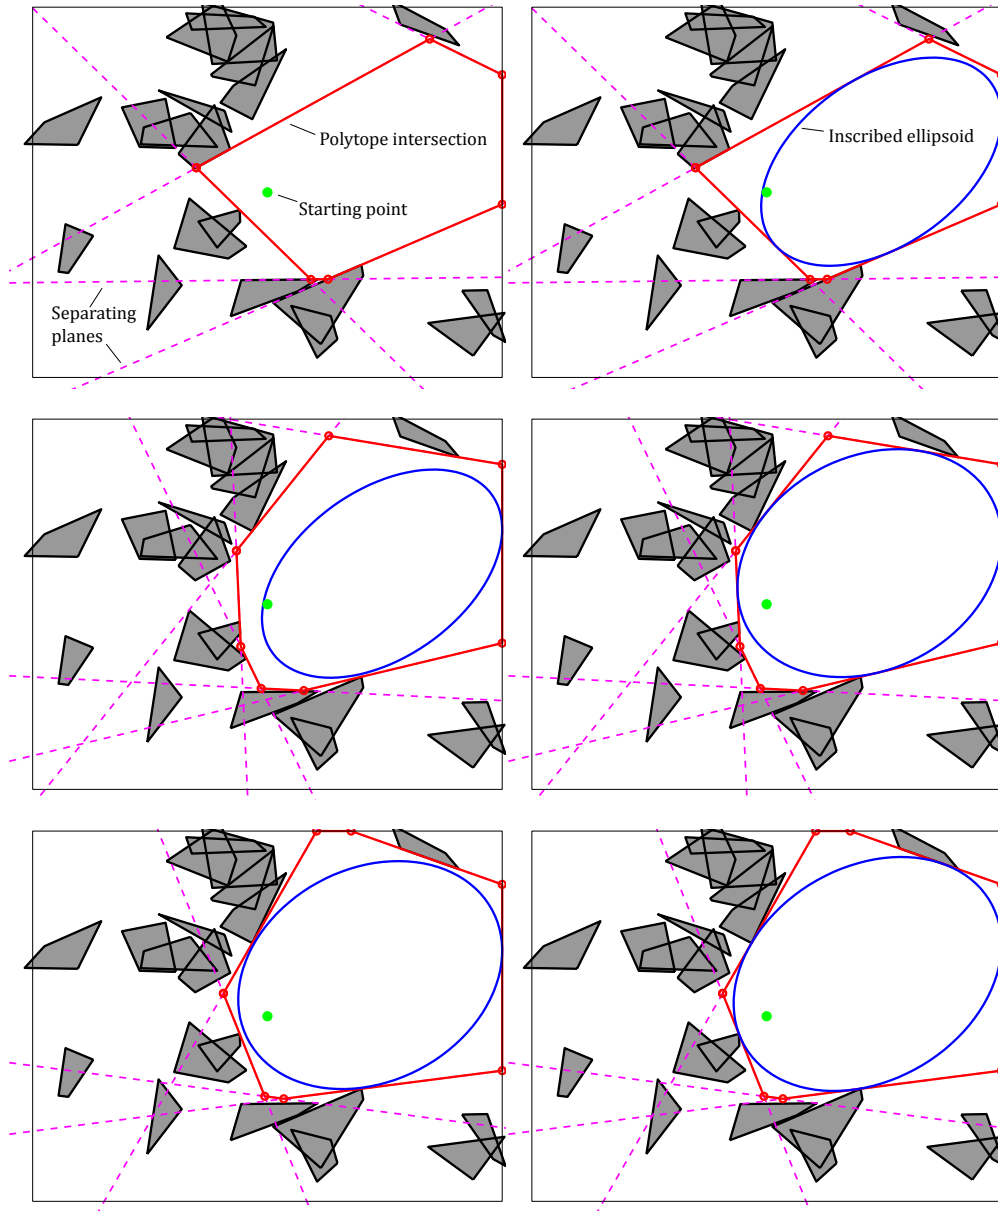 Polytope intersection
Starting point
Separating
planes
Inscribed ellipsoid